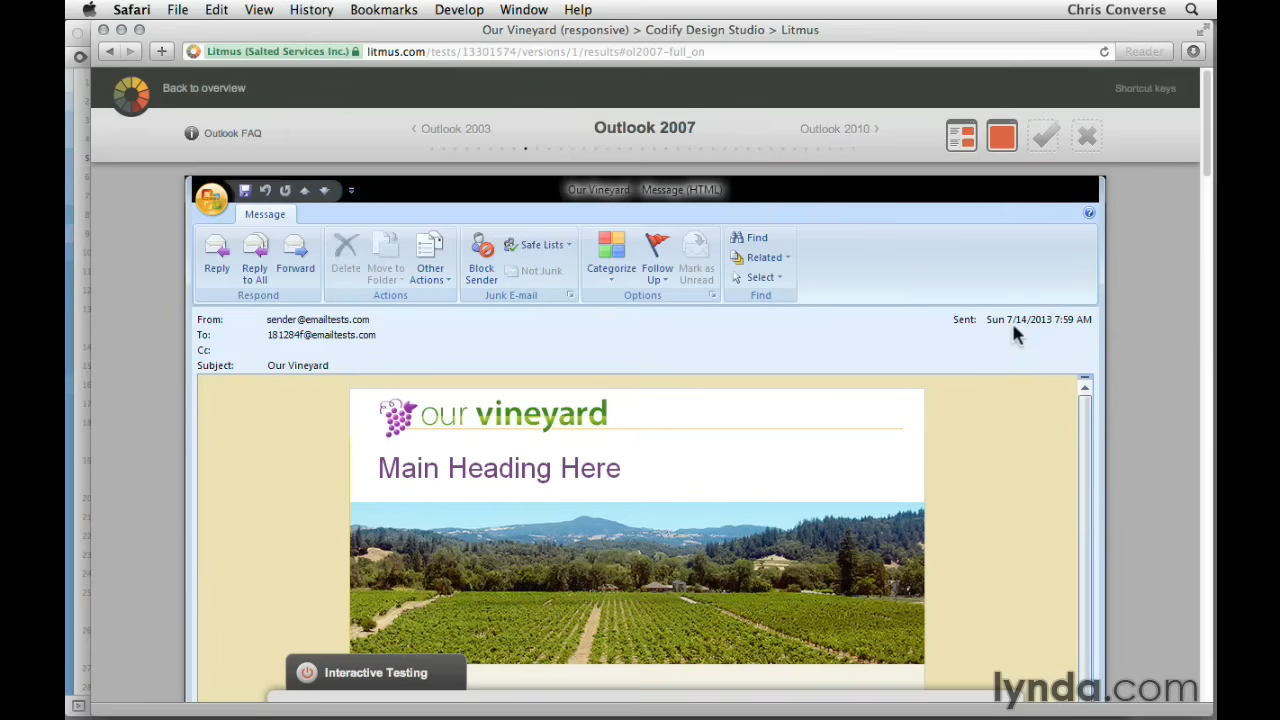 Safari File Edit View History Bookmarks Develop Window Help Chris Converse
Our Vineyard (responsive) > Codify Design Studio > Litmus
Litmus (Salted Services Inc.) litmus.com/tests/13301574/versions/1/results#ol2007-full_on Reader
Back to overview Shortcut keys
Outlook FAQ ‹ Outlook 2003 Outlook 2007 Outlook 2010 ›
Our Vineyard - Message (HTML)
Message
Reply Reply to All Forward Delete Move to Folder Other Actions Block Sender Safe Lists Not Junk Categorize Follow Up Mark as Unread Find Related Select
Respond Actions Junk E-mail Options Find
From: sender@emailtests.com Sent: Sun 7/14/2013 7:59 AM
To: 181284f@emailtests.com
Cc:
Subject: Our Vineyard
our vineyard
Main Heading Here
Interactive Testing
lynda.com